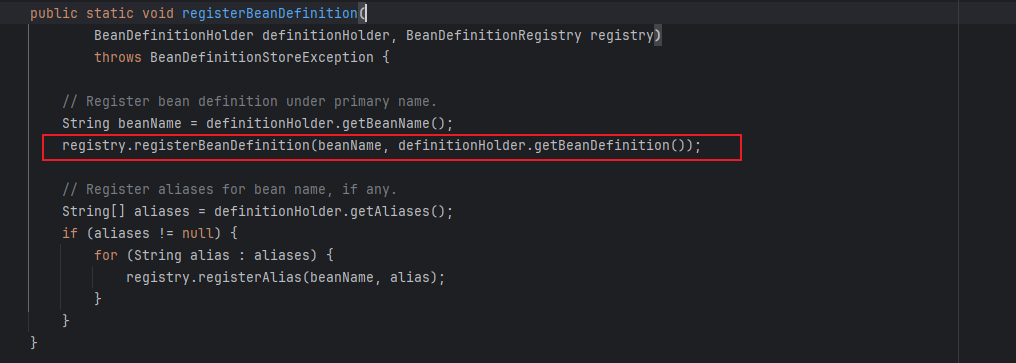 public static void registerBeanDefinition(
BeanDefinitionHolder definitionHolder, BeanDefinitionRegistry registry)
throws BeanDefinitionStoreException {
// Register bean definition under primary name.
String beanName = definitionHolder.getBeanName();
registry.registerBeanDefinition(beanName, definitionHolder.getBeanDefinition());
// Register aliases for bean name, if any.
String[] aliases = definitionHolder.getAliases();
if (aliases != null) {
for (String alias : aliases) {
registry.registerAlias(beanName, alias);
}
}
}